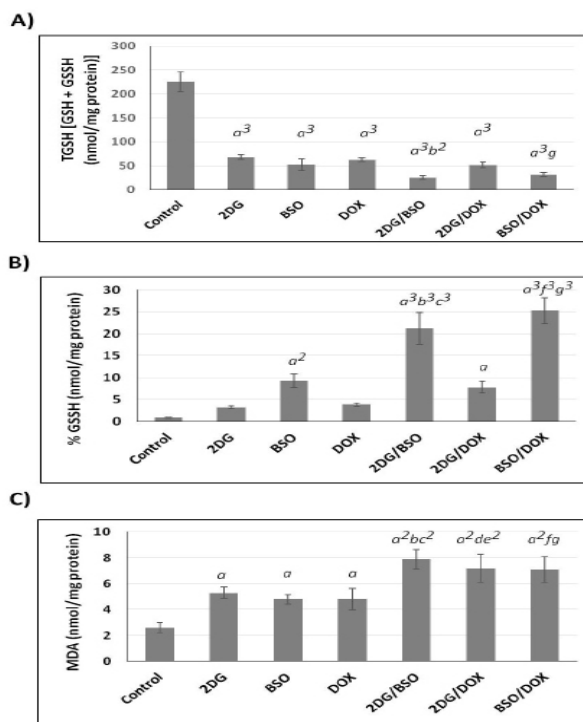 A)
TGSH [GSH + GSSH
(nmol/mg protein)]
300
250
200
150
100
50
0
a³ a³ a³ a³b² a³ a³g
Control 2DG BSO DOX 2DG/BSO 2DG/DOX BSO/DOX
B)
% GSSH (nmol/mg protein)
30
25
20
15
10
5
0
a² a³b³c³ a a³f³g³
Control 2DG BSO DOX 2DG/BSO 2DG/DOX BSO/DOX
C)
MDA (nmol/mg protein)
10
8
6
4
2
0
a a a a²bc² a²de² a²fg
Control 2DG BSO DOX 2DG/BSO 2DG/DOX BSO/DOX